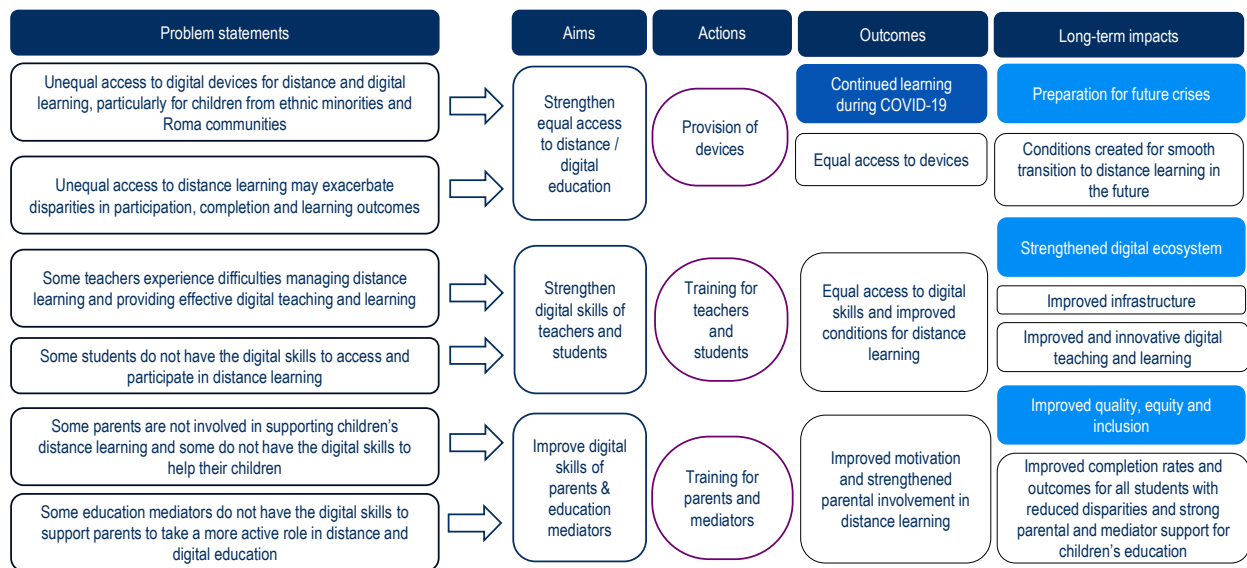 Problem statements
Aims
Actions
Outcomes
Long-term impacts
Unequal access to digital devices for distance and digital
learning, particularly for children from ethnic minorities and
Roma communities
Unequal access to distance learning may exacerbate
disparities in participation, completion and learning outcomes
Strengthen
equal access
to distance /
digital
education
Provision of
devices
Continued learning
during COVID-19
Equal access to devices
Preparation for future crises
Conditions created for smooth
transition to distance learning in
the future
Some teachers experience difficulties managing distance
learning and providing effective digital teaching and learning
Some students do not have the digital skills to access and
participate in distance learning
Strengthen
digital skills of
teachers and
students
Training for
teachers
and
students
Equal access to digital
skills and improved
conditions for distance
learning
Strengthened digital ecosystem
Improved infrastructure
Improved and innovative digital
teaching and learning
Some parents are not involved in supporting children’s
distance learning and some do not have the digital skills to
help their children
Some education mediators do not have the digital skills to
support parents to take a more active role in distance and
digital education
Improve digital
skills of
parents &
education
mediators
Training for
parents and
mediators
Improved motivation
and strengthened
parental involvement in
distance learning
Improved quality, equity and
inclusion
Improved completion rates and
outcomes for all students with
reduced disparities and strong
parental and mediator support for
children’s education